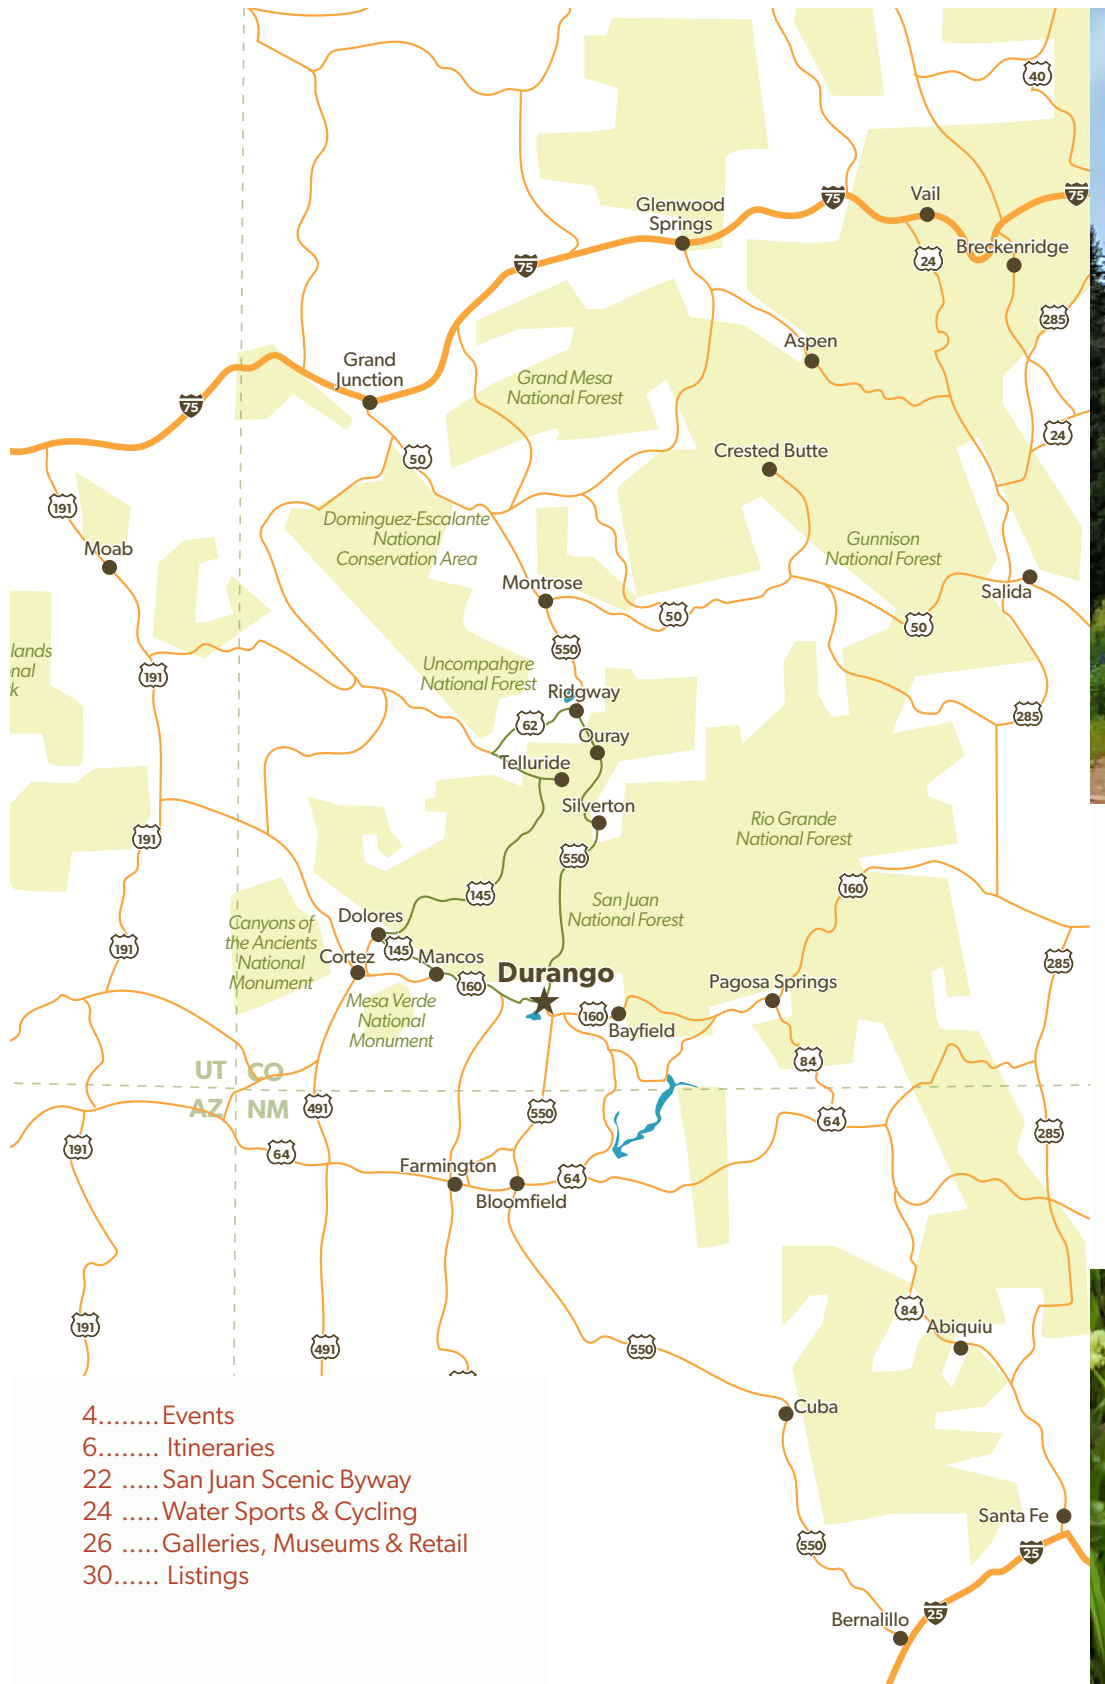 40
Vail
75
75
Glenwood
Springs
Breckenridge
24
75
285
Aspen
Grand
Junction
Grand Mesa
National Forest
75
24
Crested Butte
50
191
Dominguez-Escalante
National
Conservation Area
Gunnison
National Forest
Moab
Montrose
Salida
50
50
550
lands
nal
k
Uncompahgre
National Forest
191
Ridgway
285
62
Ouray
Telluride
Silverton
Rio Grande
National Forest
191
550
160
145
San Juan
National Forest
Dolores
Canyons of
the Ancients
National
Monument
191
145
Cortez
Mancos
285
Durango
160
Pagosa Springs
Mesa Verde
National
Monument
160
Bayfield
84
UT
CO
AZ
NM
491
550
64
285
191
64
Farmington
64
Bloomfield
84
191
Abiquiu
491
550
Cuba
4........Events
6........ Itineraries
22 .....San Juan Scenic Byway
24 .....Water Sports & Cycling
26 .....Galleries, Museums & Retail
30...... Listings
Santa Fe
550
25
25
Bernalillo